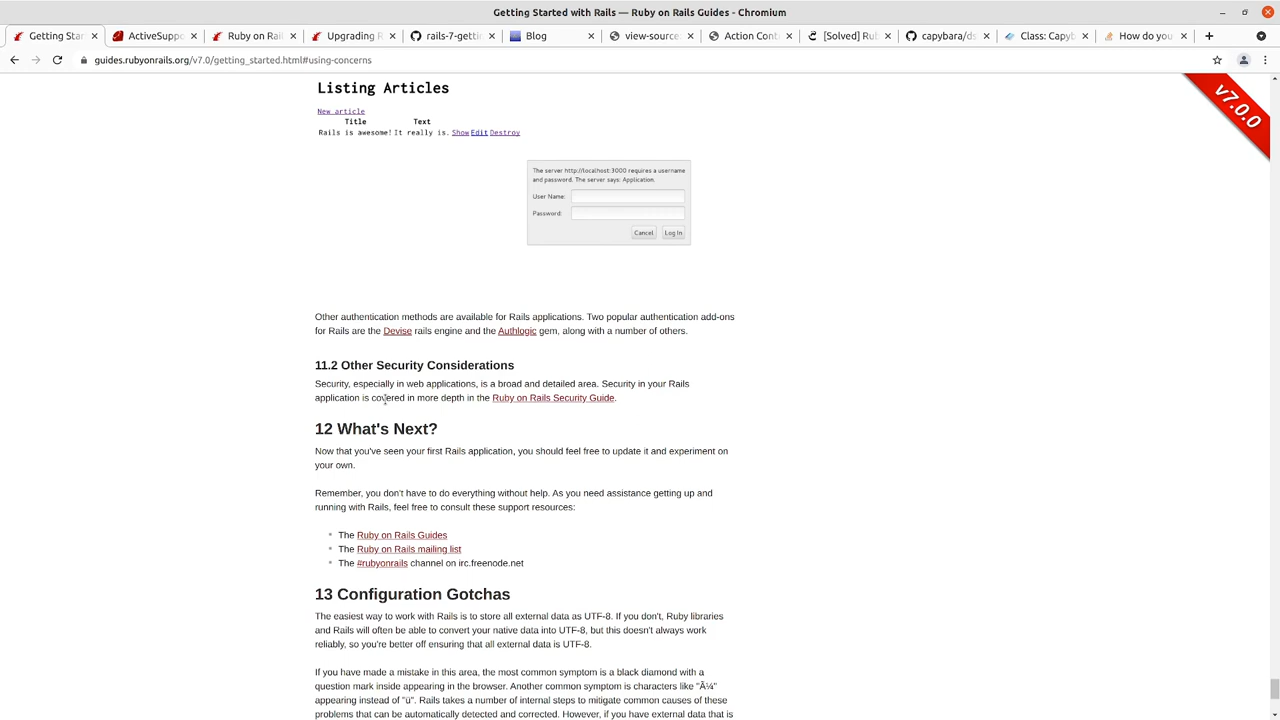 Getting Started with Rails — Ruby on Rails Guides - Chromium
Getting Star
ActiveSuppo
Ruby on Rail
Upgrading R
rails-7-getti
Blog
view-source:
Action Cont
[Solved] Rub
capybara/ds
Class: Capyb
How do you
guides.rubyonrails.org/v7.0/getting_started.html#using-concerns
v7.0.0
Listing Articles
New article
Title Text
Rails is awesome! It really is. Show Edit Destroy
The server http://localhost:3000 requires a username
and password. The server says: Application.
User Name:
Password:
Cancel Log In
Other authentication methods are available for Rails applications. Two popular authentication add-ons
for Rails are the Devise rails engine and the Authlogic gem, along with a number of others.
11.2 Other Security Considerations
Security, especially in web applications, is a broad and detailed area. Security in your Rails
application is covered in more depth in the Ruby on Rails Security Guide.
12 What's Next?
Now that you've seen your first Rails application, you should feel free to update it and experiment on
your own.
Remember, you don't have to do everything without help. As you need assistance getting up and
running with Rails, feel free to consult these support resources:
The Ruby on Rails Guides
The Ruby on Rails mailing list
The #rubyonrails channel on irc.freenode.net
13 Configuration Gotchas
The easiest way to work with Rails is to store all external data as UTF-8. If you don't, Ruby libraries
and Rails will often be able to convert your native data into UTF-8, but this doesn't always work
reliably, so you're better off ensuring that all external data is UTF-8.
If you have made a mistake in this area, the most common symptom is a black diamond with a
question mark inside appearing in the browser. Another common symptom is characters like "Ã¼"
appearing instead of "ü". Rails takes a number of internal steps to mitigate common causes of these
problems that can be automatically detected and corrected. However, if you have external data that is